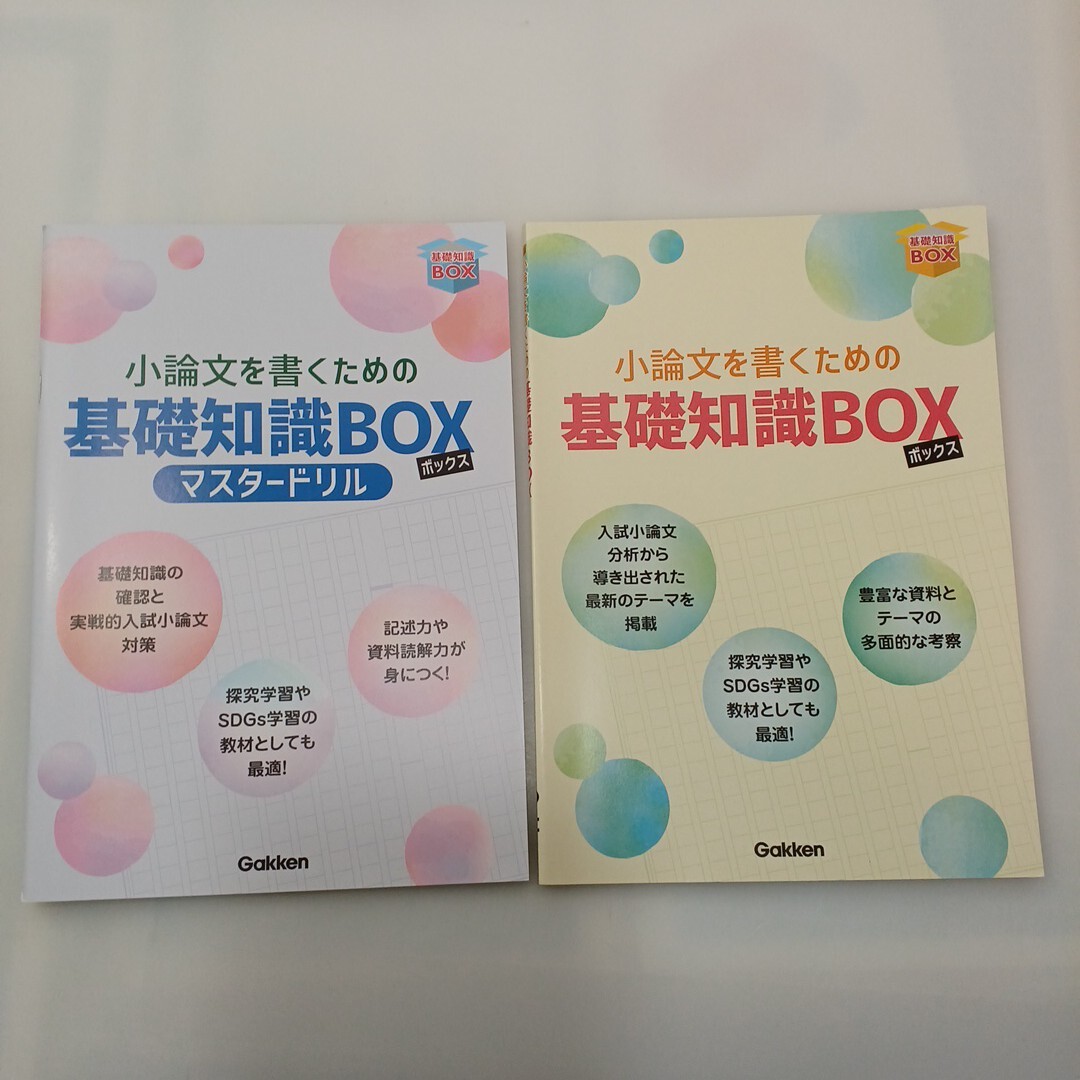 基礎知識
BOX
小論文を書くための
基礎知識BOX
ボックス
マスタードリル
基礎知識の
確認と
実戦的入試小論文
対策
記述力や
資料読解力が
身につく!
探究学習や
SDGs学習の
教材としても
最適!
Gakken
基礎知識
BOX
小論文を書くための
基礎知識BOX
ボックス
入試小論文
分析から
導き出された
最新のテーマを
掲載
豊富な資料と
テーマの
多面的な考察
探究学習や
SDGs学習の
教材としても
最適!
Gakken